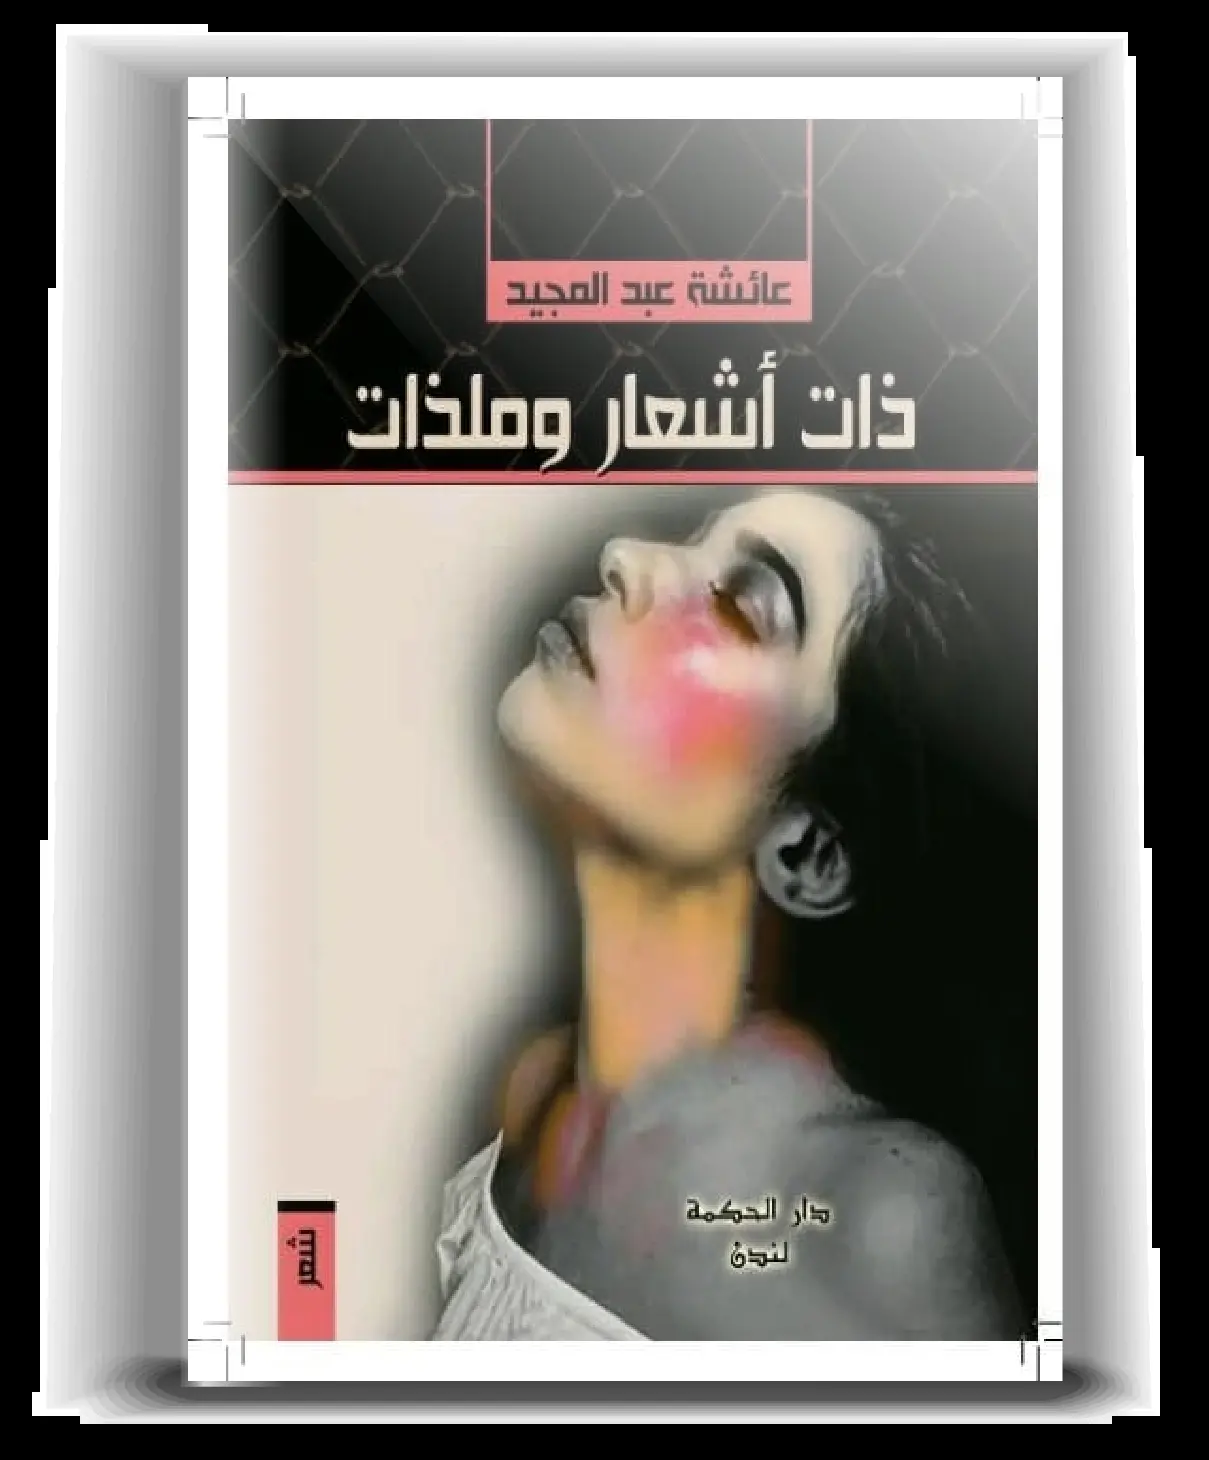 عائشة عبد المجيد
ذات أشعار وملذات
دار الحكمة
لندن
شعر